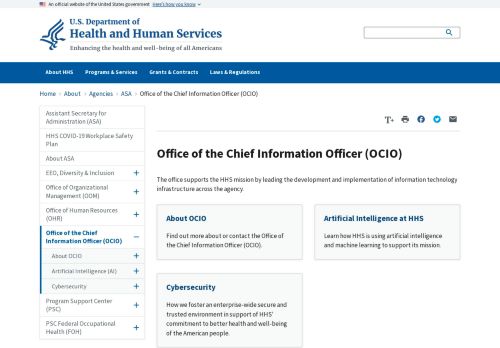 An official website of the United States government Here's how you know
U.S. Department of
Health and Human Services
Enhancing the health and well-being of all Americans
About HHS Programs & Services Grants & Contracts Laws & Regulations
Home > About > Agencies > ASA > Office of the Chief Information Officer (OCIO)
Assistant Secretary for
Administration (ASA)
HHS COVID-19 Workplace Safety
Plan
About ASA
EEO, Diversity & Inclusion +
Office of Organizational
Management (OOM) +
Office of Human Resources
(OHR) +
Office of the Chief
Information Officer (OCIO) −
About OCIO +
Artificial Intelligence (AI) +
Cybersecurity +
Program Support Center
(PSC) +
PSC Federal Occupational
Health (FOH) +
T+
Office of the Chief Information Officer (OCIO)
The office supports the HHS mission by leading the development and implementation of information technology
infrastructure across the agency.
About OCIO
Find out more about or contact the Office of
the Chief Information Officer (OCIO).
Artificial Intelligence at HHS
Learn how HHS is using artificial intelligence
and machine learning to support its mission.
Cybersecurity
How we foster an enterprise-wide secure and
trusted environment in support of HHS'
commitment to better health and well-being
of the American people.